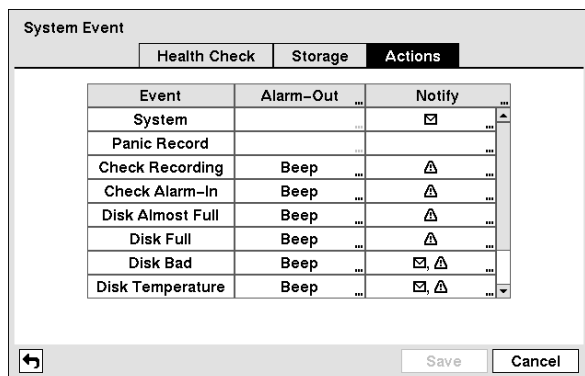 System Event
Health Check Storage Actions
Event Alarm-Out ... Notify ...
System ... ...
Panic Record ... ...
Check Recording Beep ... ...
Check Alarm-In Beep ... ...
Disk Almost Full Beep ... ...
Disk Full Beep ... ...
Disk Bad Beep ... , ...
Disk Temperature Beep ... , ...
Save Cancel